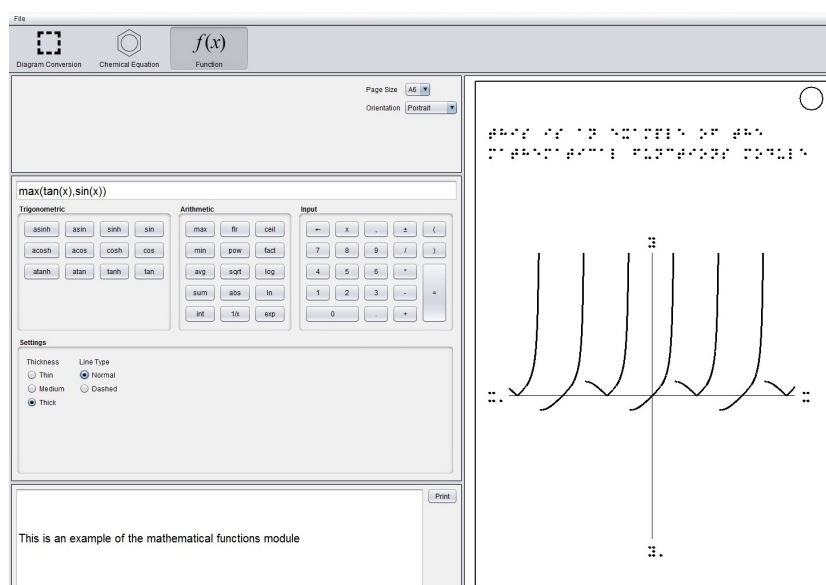 File
Diagram Conversion
Chemical Equation
f(x)
Function
Page Size A6
Orientation Portrait
max(tan(x),sin(x))
Trigonometric
asinh asin sinh sin
acosh acos cosh cos
atanh atan tanh tan
Arithmetic
max flr ceil
min pow fact
avg sqrt log
sum abs ln
int 1/x exp
Input
← x , ± (
7 8 9 / )
4 5 6 *
1 2 3 - =
0 . +
Settings
Thickness Line Type
Thin Normal
Medium Dashed
Thick
Print
This is an example of the mathematical functions module
⠞⠓⠊⠎ ⠊⠎ ⠁⠝ ⠑⠭⠁⠍⠏⠇⠑ ⠕⠋ ⠞⠓⠑
⠍⠁⠞⠓⠑⠍⠁⠞⠊⠉⠁⠇ ⠋⠥⠝⠉⠞⠊⠕⠝⠎ ⠍⠕⠙⠥⠇⠑
⠽
⠭⠄ ⠭
⠽⠄